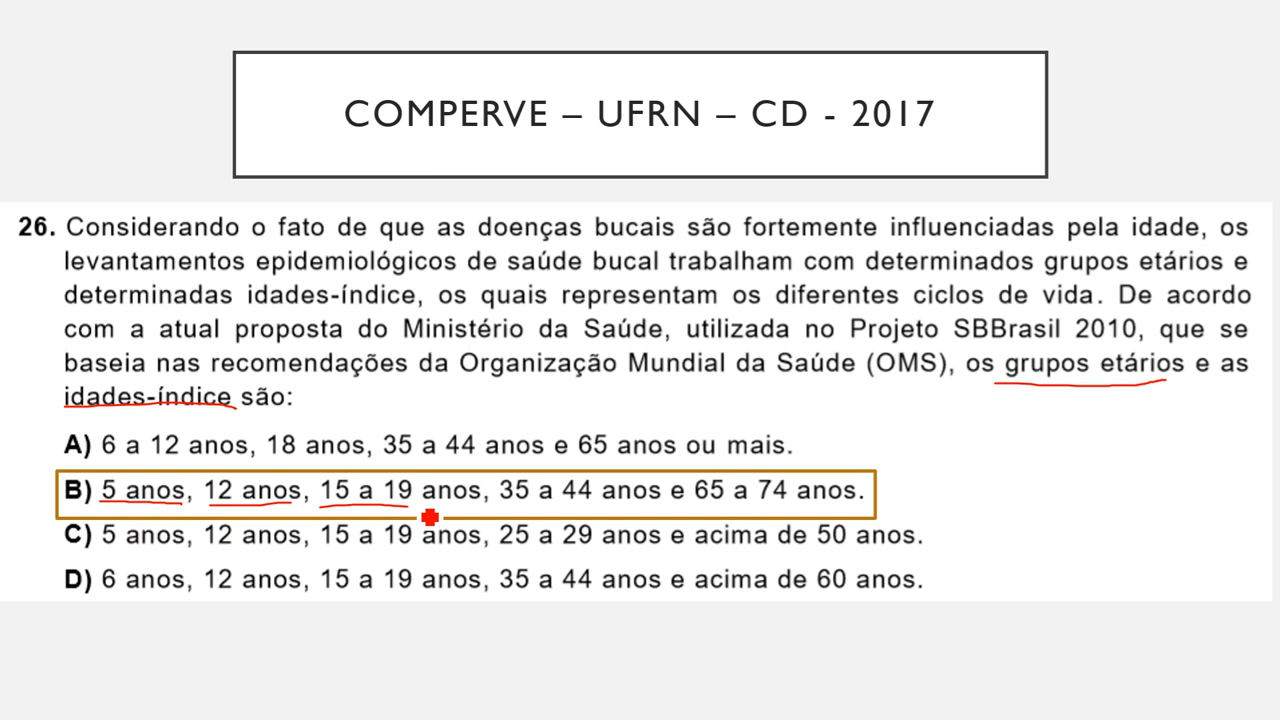 COMPERVE – UFRN – CD - 2017
26. Considerando o fato de que as doenças bucais são fortemente influenciadas pela idade, os
levantamentos epidemiológicos de saúde bucal trabalham com determinados grupos etários e
determinadas idades-índice, os quais representam os diferentes ciclos de vida. De acordo
com a atual proposta do Ministério da Saúde, utilizada no Projeto SBBrasil 2010, que se
baseia nas recomendações da Organização Mundial da Saúde (OMS), os grupos etários e as
idades-índice são:
A) 6 a 12 anos, 18 anos, 35 a 44 anos e 65 anos ou mais.
B) 5 anos, 12 anos, 15 a 19 anos, 35 a 44 anos e 65 a 74 anos.
C) 5 anos, 12 anos, 15 a 19 anos, 25 a 29 anos e acima de 50 anos.
D) 6 anos, 12 anos, 15 a 19 anos, 35 a 44 anos e acima de 60 anos.